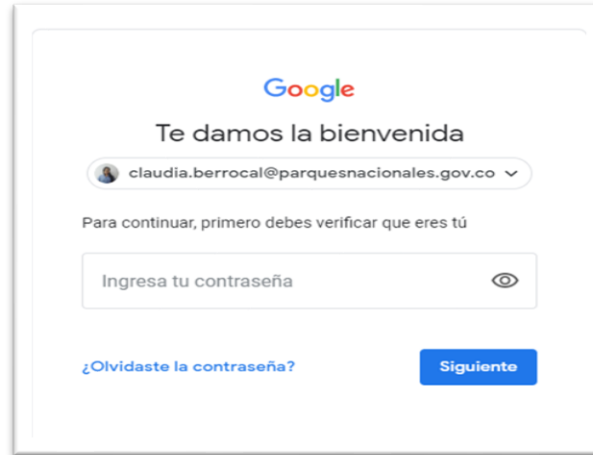 Google
Te damos la bienvenida
claudia.berrocal@parquesnacionales.gov.co
Para continuar, primero debes verificar que eres tú
Ingresa tu contraseña
¿Olvidaste la contraseña? Siguiente